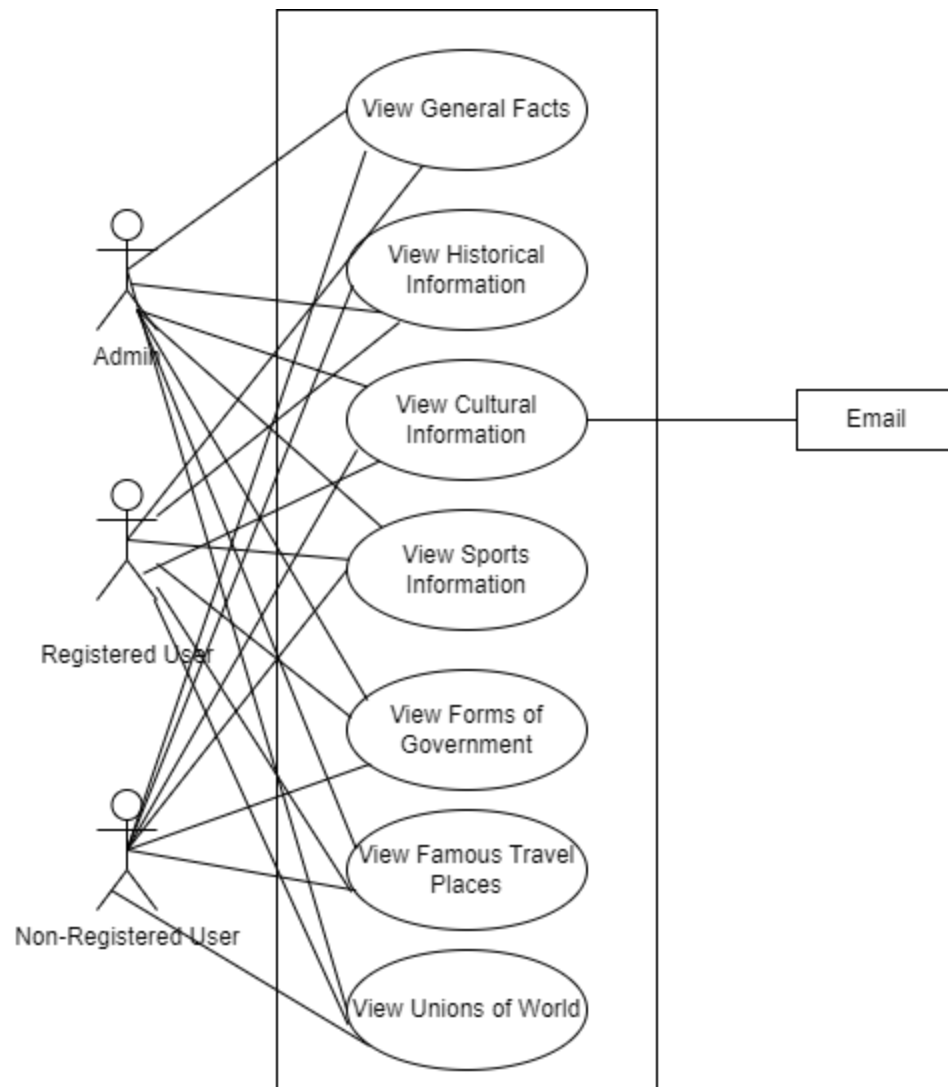 View General Facts
View Historical
Information
Admin
View Cultural
Information
Email
View Sports
Information
Registered User
View Forms of
Government
View Famous Travel
Places
Non-Registered User
View Unions of World